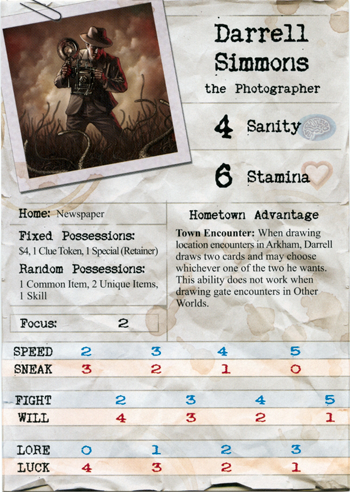 Darrell
Simmons
the Photographer
4 Sanity
6 Stamina
Home: Newspaper
Fixed Possessions:
$4, 1 Clue Token, 1 Special (Retainer)
Random Possessions:
1 Common Item, 2 Unique Items,
1 Skill
Focus: 2
Hometown Advantage
Town Encounter: When drawing
location encounters in Arkham, Darrell
draws two cards and may choose
whichever one of the two he wants.
This ability does not work when
drawing gate encounters in Other
Worlds.
SPEED 2 3 4 5
SNEAK 3 2 1 0
FIGHT 2 3 4 5
WILL 4 3 2 1
LORE 0 1 2 3
LUCK 4 3 2 1